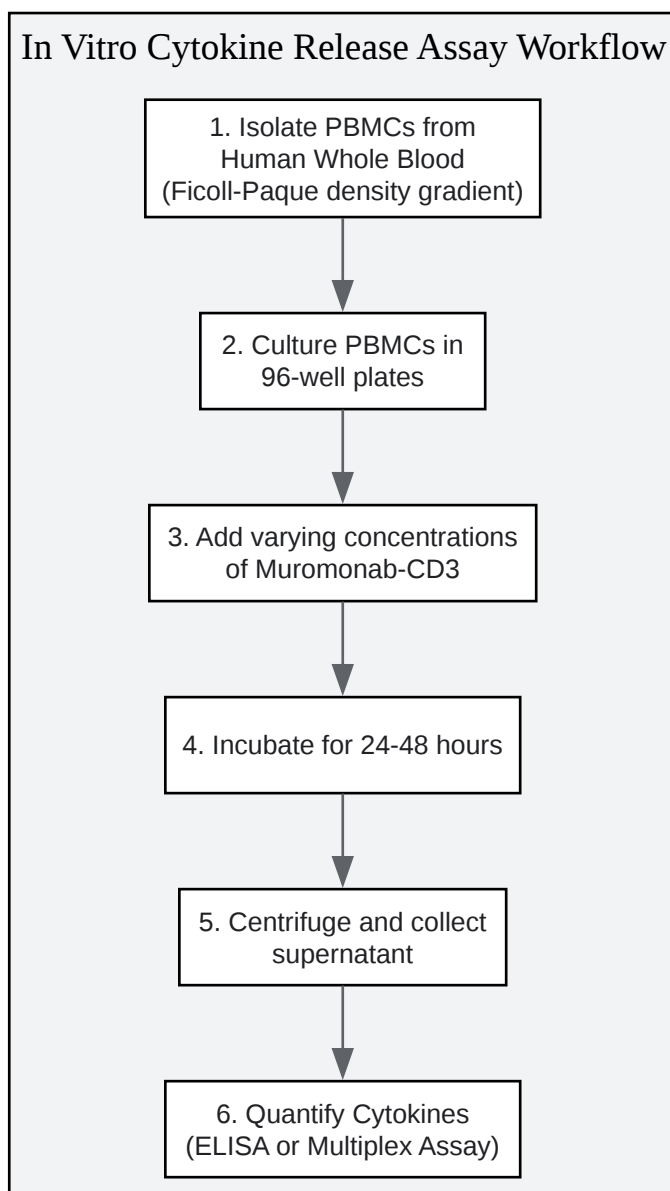 In Vitro Cytokine Release Assay Workflow
1. Isolate PBMCs from
Human Whole Blood
(Ficoll-Paque density gradient)
2. Culture PBMCs in
96-well plates
3. Add varying concentrations
of Muromonab-CD3
4. Incubate for 24-48 hours
5. Centrifuge and collect
supernatant
6. Quantify Cytokines
(ELISA or Multiplex Assay)